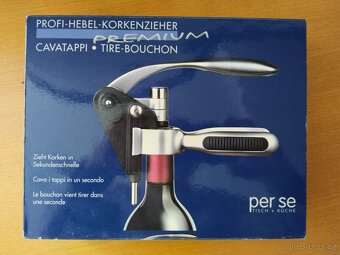 PROFI-HEBEL-KORKENZIEHER
PREMIUM
CAVATAPPI • TIRE-BOUCHON
Zieht Korken in
Sekundenschnelle
Cava i tappi in un secondo
Le bouchon vient tirer dans
une seconde
per se
TISCH + KÜCHE